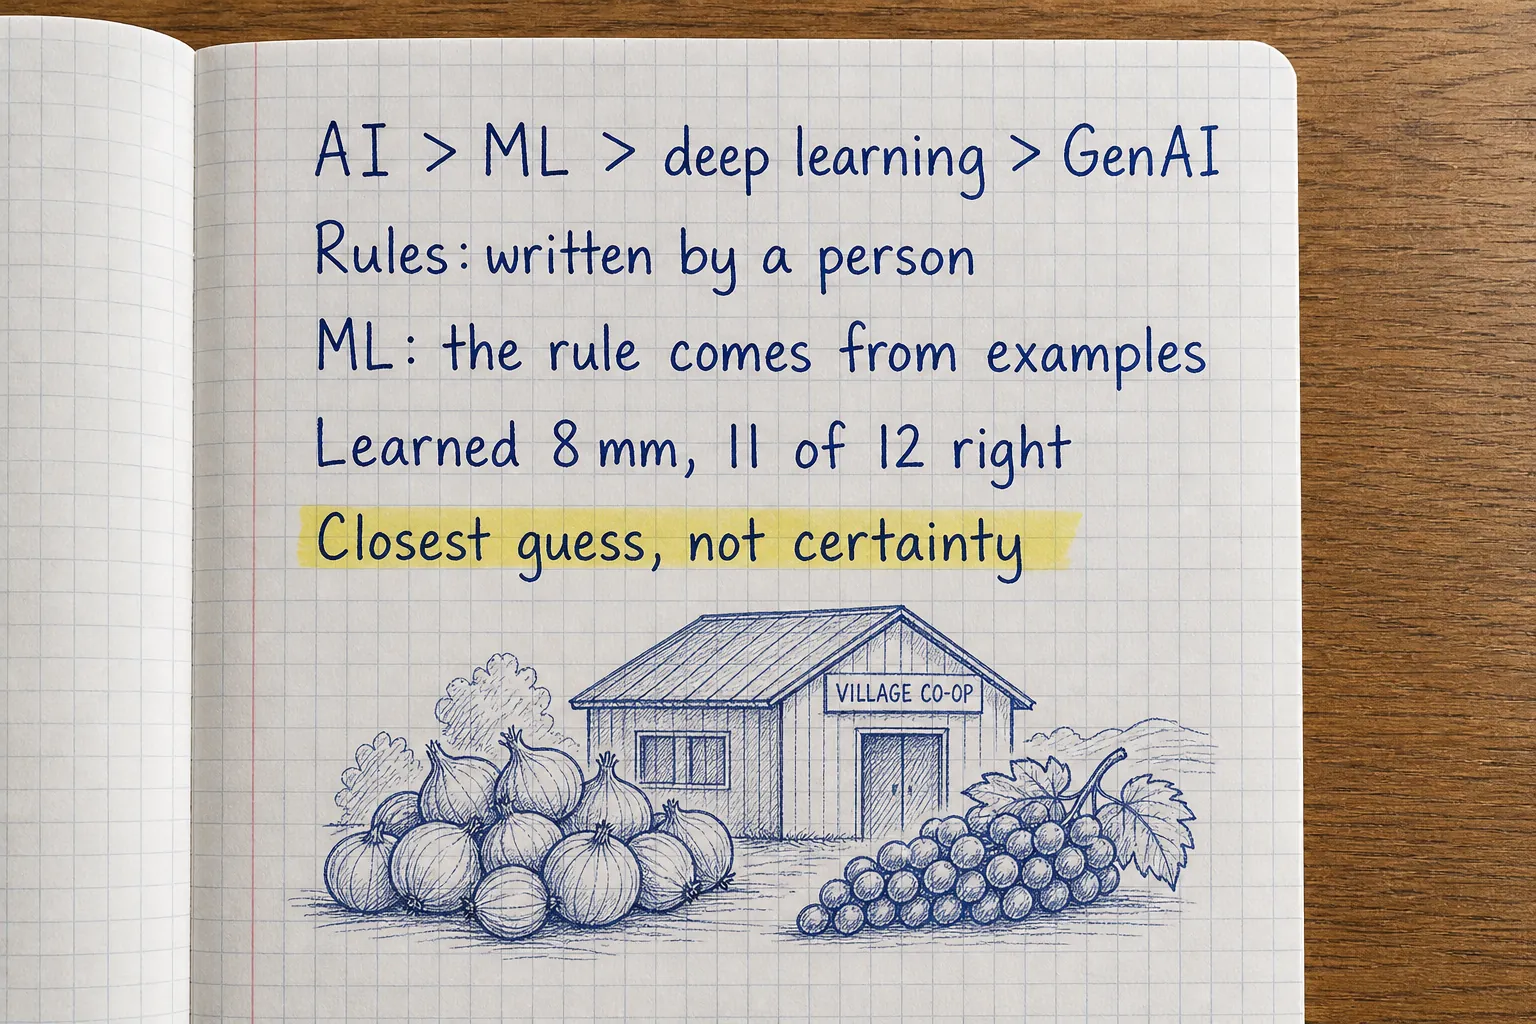 AI > ML > deep learning > GenAI
Rules: written by a person
ML: the rule comes from examples
Learned 8 mm, 11 of 12 right
Closest guess, not certainty
VILLAGE CO-OP